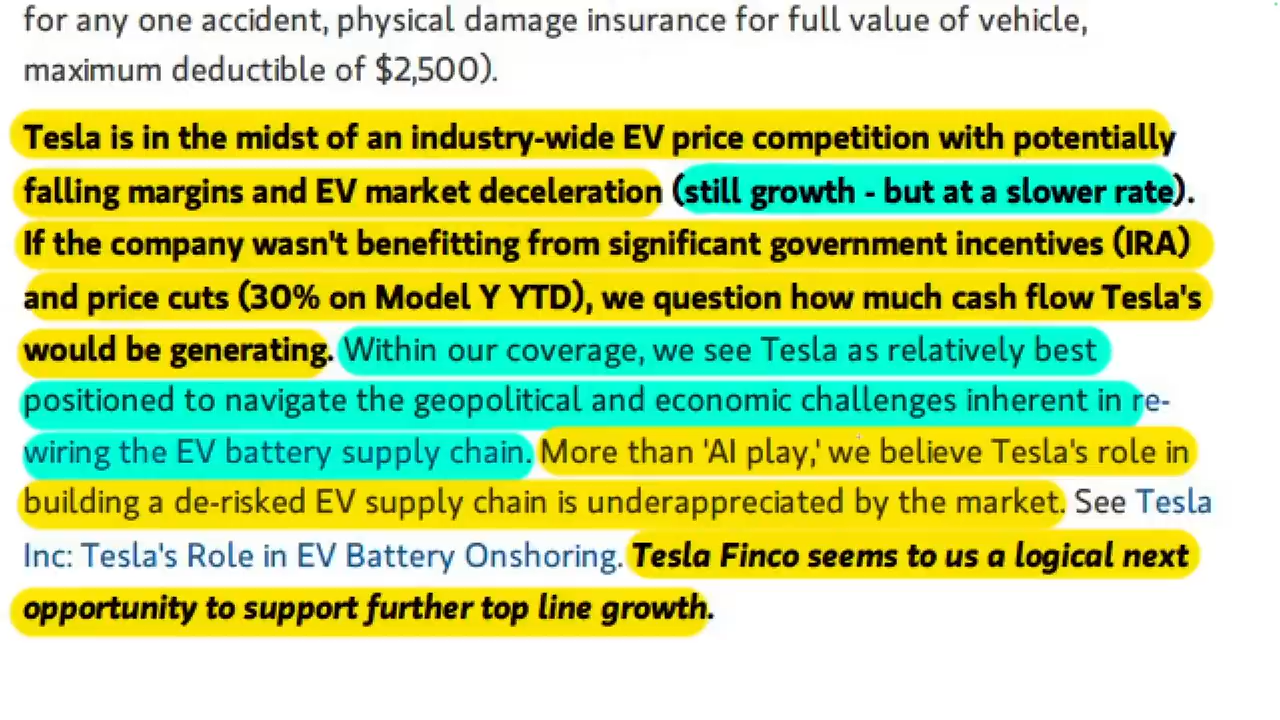 for any one accident, physical damage insurance for full value of vehicle,
maximum deductible of $2,500).
Tesla is in the midst of an industry-wide EV price competition with potentially
falling margins and EV market deceleration (still growth - but at a slower rate).
If the company wasn't benefitting from significant government incentives (IRA)
and price cuts (30% on Model Y YTD), we question how much cash flow Tesla's
would be generating. Within our coverage, we see Tesla as relatively best
positioned to navigate the geopolitical and economic challenges inherent in re-
wiring the EV battery supply chain. More than 'AI play,' we believe Tesla's role in
building a de-risked EV supply chain is underappreciated by the market. See Tesla
Inc: Tesla's Role in EV Battery Onshoring. Tesla Finco seems to us a logical next
opportunity to support further top line growth.